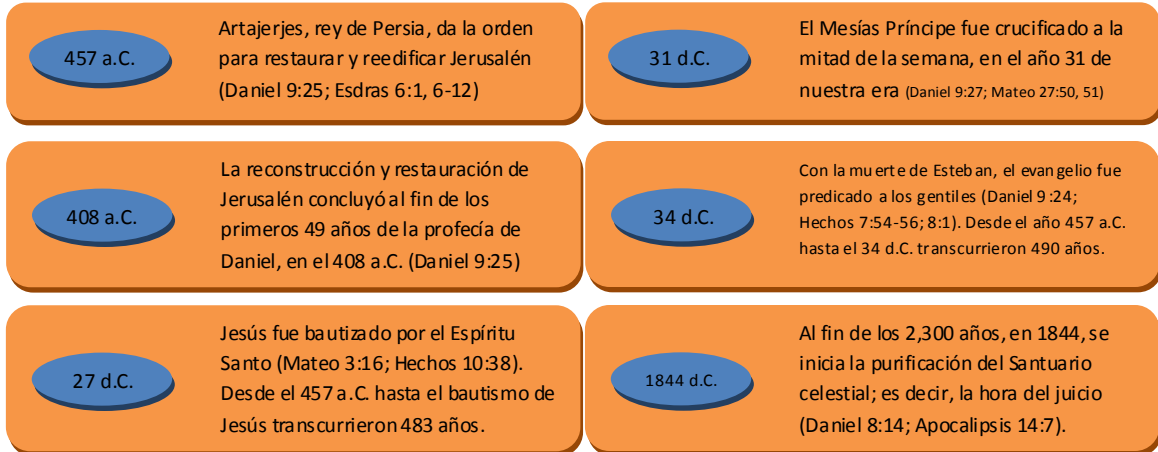 457 a.C.
Artajerjes, rey de Persia, da la orden
para restaurar y reedificar Jerusalén
(Daniel 9:25; Esdras 6:1, 6-12)
408 a.C.
La reconstrucción y restauración de
Jerusalén concluyó al fin de los
primeros 49 años de la profecía de
Daniel, en el 408 a.C. (Daniel 9:25)
27 d.C.
Jesús fue bautizado por el Espíritu
Santo (Mateo 3:16; Hechos 10:38).
Desde el 457 a.C. hasta el bautismo de
Jesús transcurrieron 483 años.
31 d.C.
El Mesías Príncipe fue crucificado a la
mitad de la semana, en el año 31 de
nuestra era (Daniel 9:27; Mateo 27:50, 51)
34 d.C.
Con la muerte de Esteban, el evangelio fue
predicado a los gentiles (Daniel 9:24;
Hechos 7:54-56; 8:1). Desde el año 457 a.C.
hasta el 34 d.C. transcurrieron 490 años.
1844 d.C.
Al fin de los 2,300 años, en 1844, se
inicia la purificación del Santuario
celestial; es decir, la hora del juicio
(Daniel 8:14; Apocalipsis 14:7).